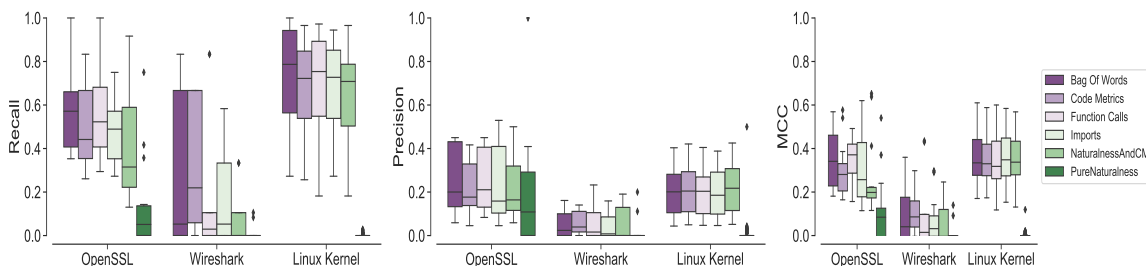 Recall
1.0
0.8
0.6
0.4
0.2
0.0
OpenSSL Wireshark Linux Kernel
Precision
1.0
0.8
0.6
0.4
0.2
0.0
OpenSSL Wireshark Linux Kernel
MCC
1.0
0.8
0.6
0.4
0.2
0.0
OpenSSL Wireshark Linux Kernel
Bag Of Words
Code Metrics
Function Calls
Imports
NaturalnessAndCM
PureNaturalness